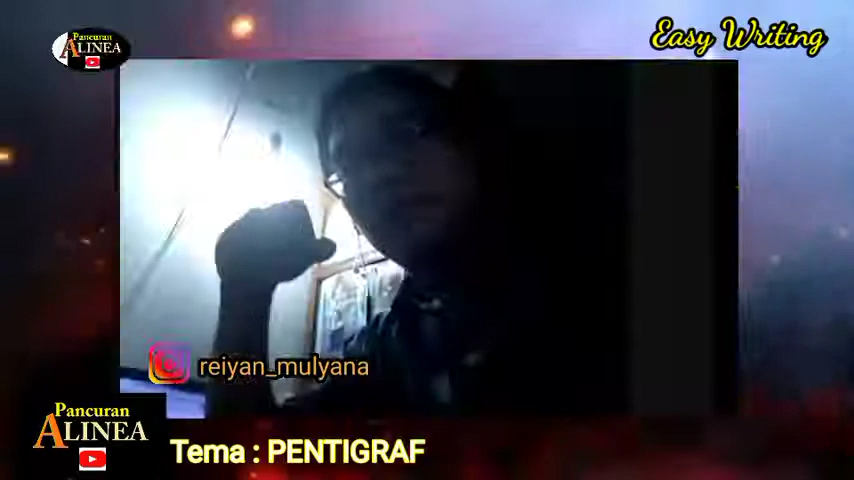 Pancuran
ALINEA
Easy Writing
reiyan_mulyana
Pancuran
ALINEA
Tema : PENTIGRAF